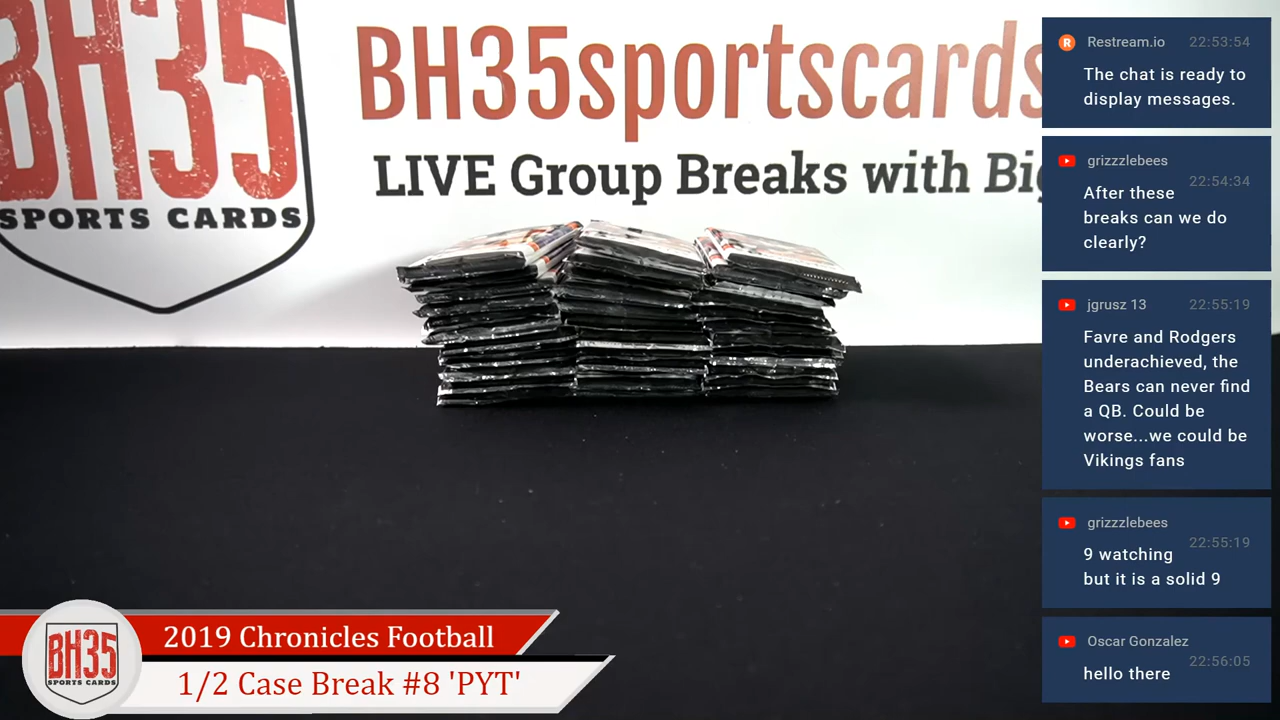 BH35
SPORTS CARDS
BH35sportscards
LIVE Group Breaks with Big
R Restream.io 22:53:54
The chat is ready to
display messages.
grizzzlebees
22:54:34
After these
breaks can we do
clearly?
jgrusz 13 22:55:19
Favre and Rodgers
underachieved, the
Bears can never find
a QB. Could be
worse...we could be
Vikings fans
grizzzlebees
22:55:19
9 watching
but it is a solid 9
Oscar Gonzalez
22:56:05
hello there
BH35
SPORTS CARDS
2019 Chronicles Football
1/2 Case Break #8 'PYT'